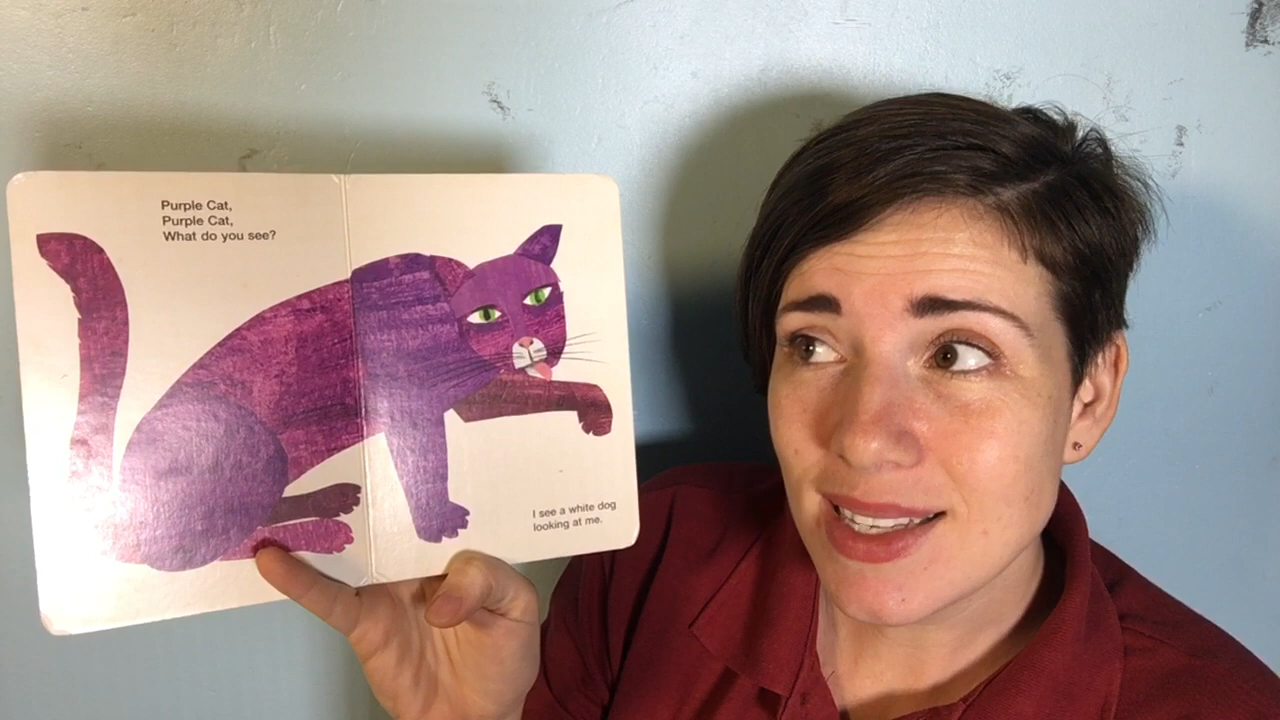 Purple Cat,
Purple Cat,
What do you see?
I see a white dog
looking at me.